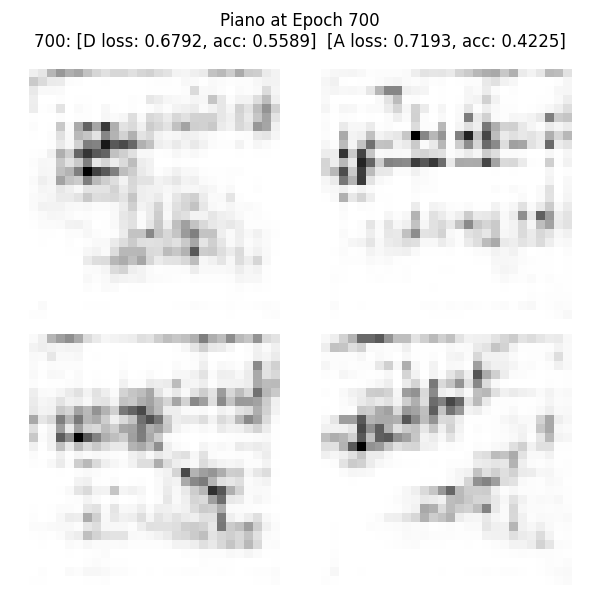 Piano at Epoch 700
700: [D loss: 0.6792, acc: 0.5589]  [A loss: 0.7193, acc: 0.4225]